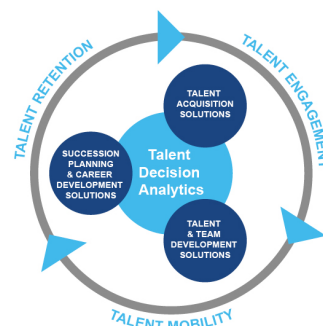 TALENT RETENTION
TALENT ENGAGEMENT
TALENT
ACQUISITION
SOLUTIONS
SUCCESSION
PLANNING
& CAREER
DEVELOPMENT
SOLUTIONS
Talent
Decision
Analytics
TALENT
& TEAM
DEVELOPMENT
SOLUTIONS
TALENT MOBILITY